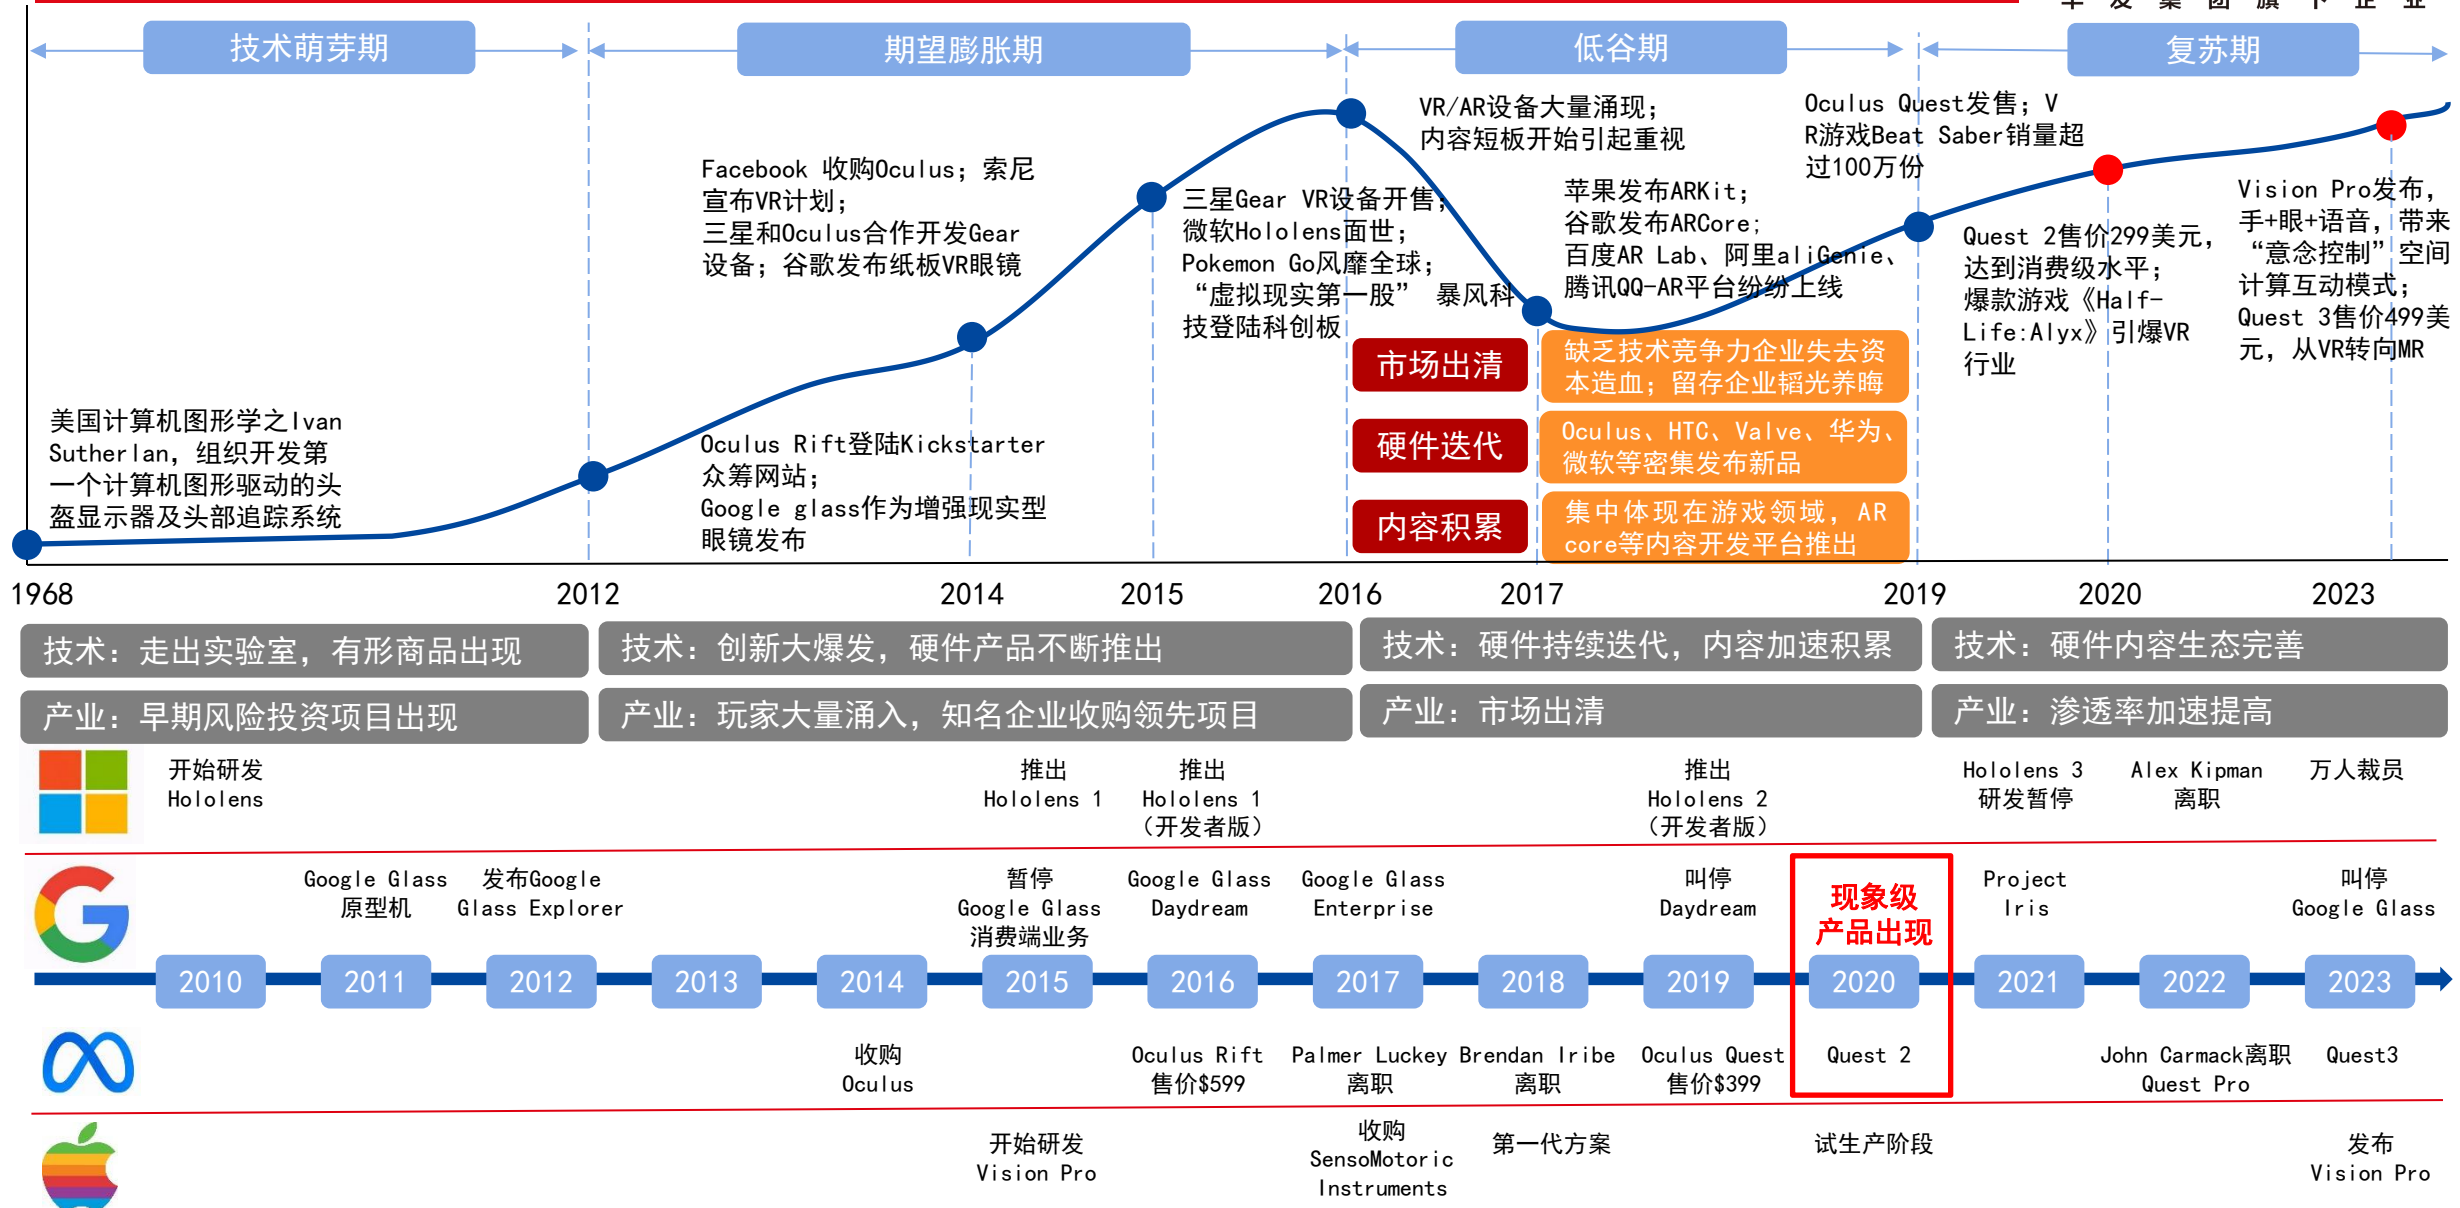 华发集团旗下企业
技术萌芽期
期望膨胀期
低谷期
复苏期
VR/AR设备大量涌现；
内容短板开始引起重视
Oculus Quest发售；V
R游戏Beat Saber销量超
过100万份
Facebook 收购Oculus；索尼
宣布VR计划；
三星和Oculus合作开发Gear
设备；谷歌发布纸板VR眼镜
三星Gear VR设备开售；
微软Hololens面世；
Pokemon Go风靡全球；
“虚拟现实第一股” 暴风科
技登陆科创板
苹果发布ARKit；
谷歌发布ARCore；
百度AR Lab、阿里aliGenie、
腾讯QQ-AR平台纷纷上线
Quest 2售价299美元，
达到消费级水平；
爆款游戏《Half-
Life:Alyx》引爆VR
行业
Vision Pro发布，
手+眼+语音，带来
“意念控制”空间
计算互动模式；
Quest 3售价499美
元，从VR转向MR
美国计算机图形学之Ivan
Sutherlan，组织开发第
一个计算机图形驱动的头
盔显示器及头部追踪系统
Oculus Rift登陆Kickstarter
众筹网站；
Google glass作为增强现实型
眼镜发布
市场出清
缺乏技术竞争力企业失去资
本造血；留存企业韬光养晦
硬件迭代
Oculus、HTC、Valve、华为、
微软等密集发布新品
内容积累
集中体现在游戏领域，AR
core等内容开发平台推出
1968
2012
2014
2015
2016
2017
2019
2020
2023
技术：走出实验室，有形商品出现
技术：创新大爆发，硬件产品不断推出
技术：硬件持续迭代，内容加速积累
技术：硬件内容生态完善
产业：早期风险投资项目出现
产业：玩家大量涌入，知名企业收购领先项目
产业：市场出清
产业：渗透率加速提高
开始研发
Hololens
推出
Hololens 1
推出
Hololens 1
（开发者版）
推出
Hololens 2
（开发者版）
Hololens 3
研发暂停
Alex Kipman
离职
万人裁员
Google Glass
原型机
发布Google
Glass Explorer
暂停
Google Glass
消费端业务
Google Glass
Daydream
Google Glass
Enterprise
叫停
Daydream
现象级
产品出现
Project
Iris
叫停
Google Glass
2010
2011
2012
2013
2014
2015
2016
2017
2018
2019
2020
2021
2022
2023
收购
Oculus
Oculus Rift
售价$599
Palmer Luckey
离职
Brendan Iribe
离职
Oculus Quest
售价$399
Quest 2
John Carmack离职
Quest Pro
Quest3
开始研发
Vision Pro
收购
SensoMotoric
Instruments
第一代方案
试生产阶段
发布
Vision Pro